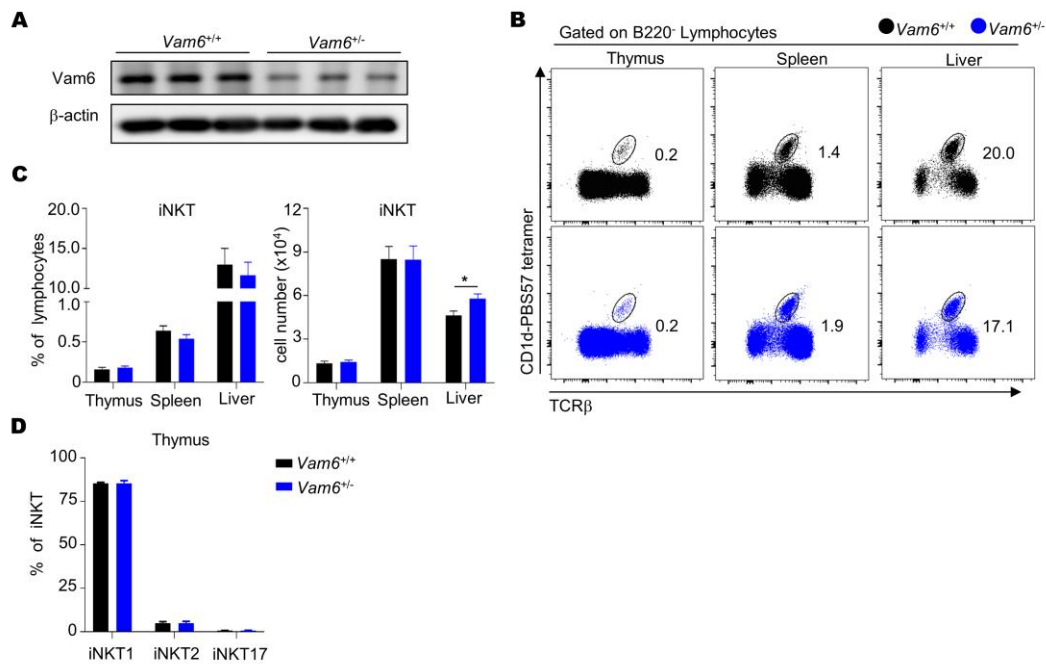 A
Vam6+/+ Vam6+/-
Vam6
β-actin
B
Vam6+/+ Vam6+/-
Gated on B220- Lymphocytes
Thymus Spleen Liver
0.2 1.4 20.0
0.2 1.9 17.1
CD1d-PBS57 tetramer
TCRβ
C
iNKT
% of lymphocytes
20.0
15.0
10.0
1.0
0.5
0
Thymus Spleen Liver
iNKT
cell number (x10⁴)
12
9
6
3
0
*
Thymus Spleen Liver
D
Thymus
% of iNKT
100
75
50
25
0
iNKT1 iNKT2 iNKT17
Vam6+/+
Vam6+/-